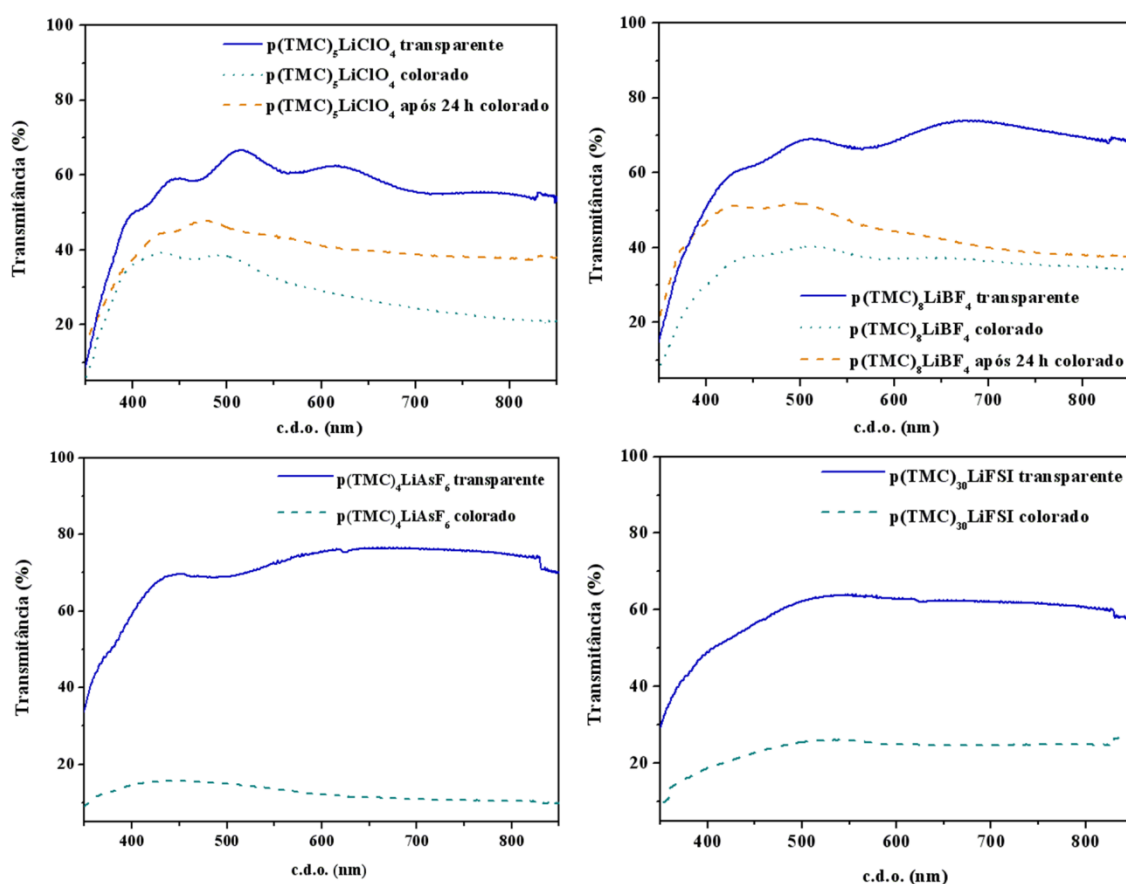 100
80
60
40
20
Transmitância (%)
p(TMC)₅LiClO₄ transparente
p(TMC)₅LiClO₄ colorado
p(TMC)₅LiClO₄ após 24 h colorado
400 500 600 700 800
c.d.o. (nm)
100
80
60
40
20
Transmitância (%)
p(TMC)₈LiBF₄ transparente
p(TMC)₈LiBF₄ colorado
p(TMC)₈LiBF₄ após 24 h colorado
400 500 600 700 800
c.d.o. (nm)
100
80
60
40
20
Transmitância (%)
p(TMC)₄LiAsF₆ transparente
p(TMC)₄LiAsF₆ colorado
400 500 600 700 800
c.d.o. (nm)
100
80
60
40
20
Transmitância (%)
p(TMC)₃₀LiFSI transparente
p(TMC)₃₀LiFSI colorado
400 500 600 700 800
c.d.o. (nm)